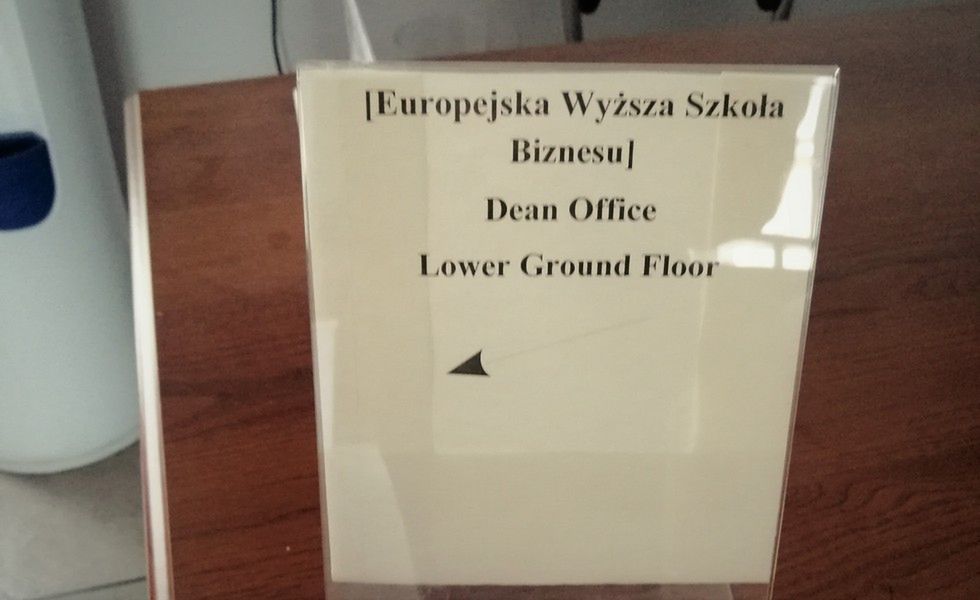 [Europejska Wyższa Szkoła
Biznesu]
Dean Office
Lower Ground Floor